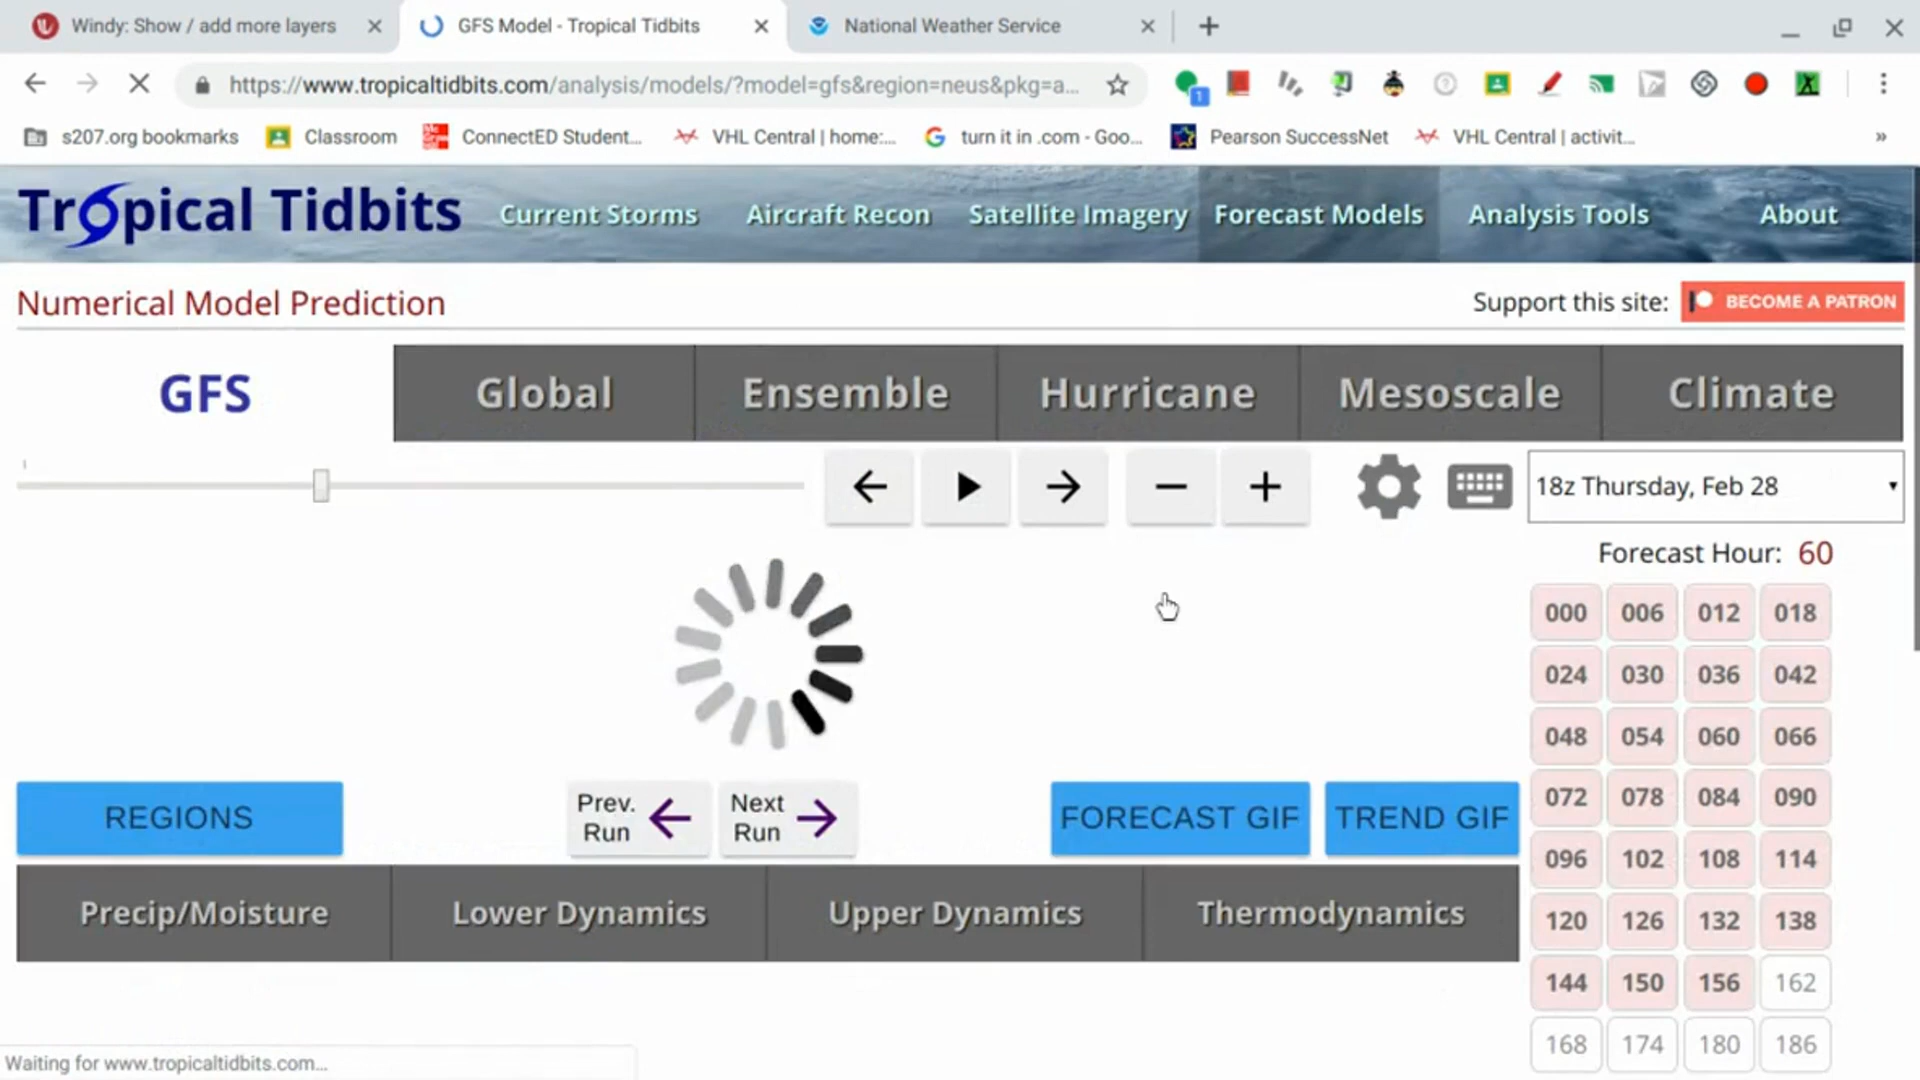 Windy: Show / add more layers
GFS Model - Tropical Tidbits
National Weather Service
https://www.tropicaltidbits.com/analysis/models/?model=gfs&region=neus&pkg=a...
1
s207.org bookmarks
Classroom
ConnectED Student...
VHL Central | home:...
turn it in .com - Goo...
Pearson SuccessNet
VHL Central | activit...
»
Tropical Tidbits
Current Storms
Aircraft Recon
Satellite Imagery
Forecast Models
Analysis Tools
About
Numerical Model Prediction
Support this site:
BECOME A PATRON
GFS
Global
Ensemble
Hurricane
Mesoscale
Climate
18z Thursday, Feb 28
Forecast Hour: 60
000 006 012 018
024 030 036 042
048 054 060 066
072 078 084 090
096 102 108 114
120 126 132 138
144 150 156 162
168 174 180 186
REGIONS
Prev.
Run
Next
Run
FORECAST GIF
TREND GIF
Precip/Moisture
Lower Dynamics
Upper Dynamics
Thermodynamics
Waiting for www.tropicaltidbits.com...